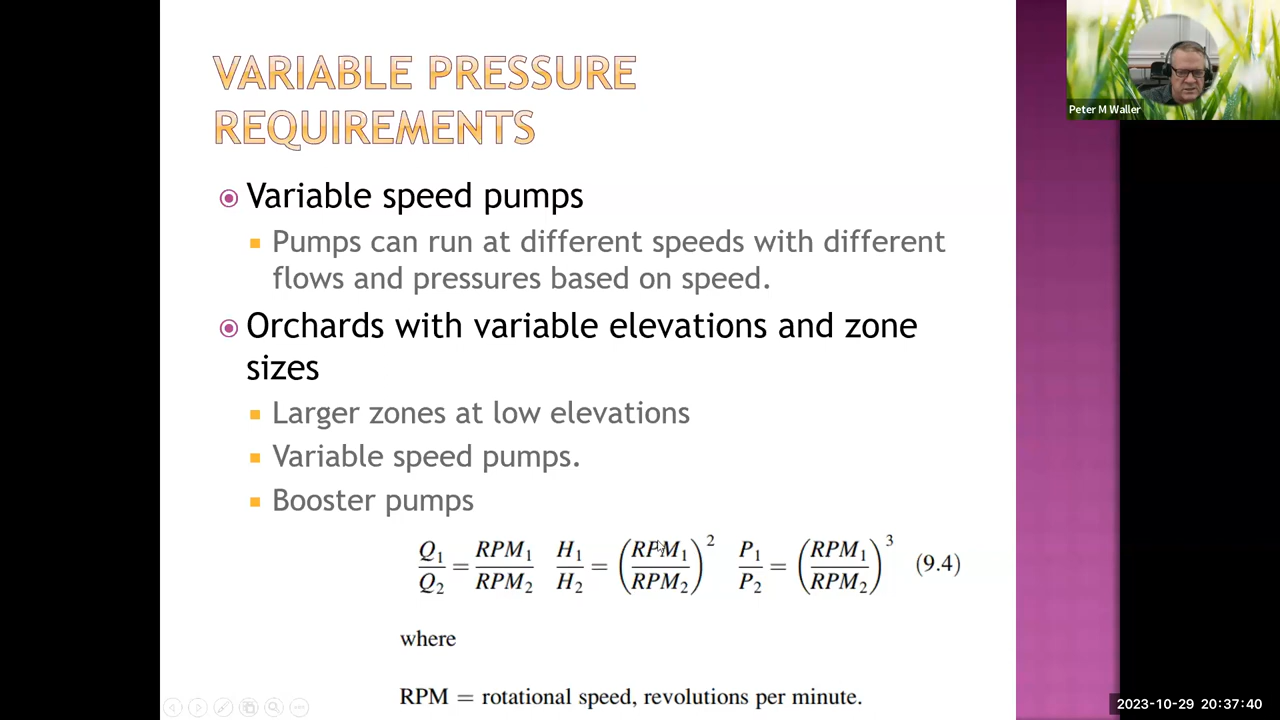 VARIABLE PRESSURE
REQUIREMENTS
Peter M Waller
Variable speed pumps
Pumps can run at different speeds with different
flows and pressures based on speed.
Orchards with variable elevations and zone
sizes
Larger zones at low elevations
Variable speed pumps.
Booster pumps
Q₁/Q₂ = RPM₁/RPM₂ H₁/H₂ = (RPM₁/RPM₂)² P₁/P₂ = (RPM₁/RPM₂)³ (9.4)
where
RPM = rotational speed, revolutions per minute.
2023-10-29 20:37:40